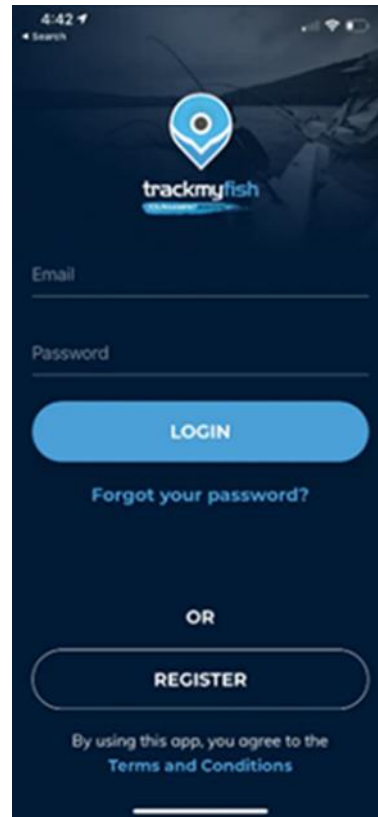 4:42
Search
trackmyfish
Email
Password
LOGIN
Forgot your password?
OR
REGISTER
By using this app, you agree to the
Terms and Conditions